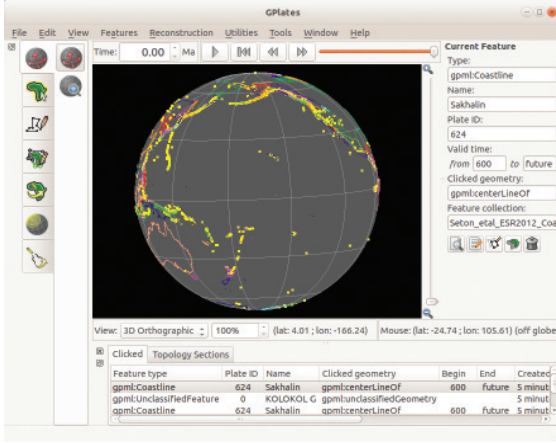 GPlates
File Edit View Features Reconstruction Utilities Tools Window Help
Time: 0.00 Ma
Current Feature
Type:
gpml:Coastline
Name:
Sakhalin
Plate ID:
624
Valid time:
from 600 to future
Clicked geometry:
gpml:centerLineOf
Feature collection:
Seton_etal_ESR2012_Coa
View: 3D Orthographic 100% (lat: 4.01 ; lon: -166.24) Mouse: (lat: -24.74 ; lon: 105.61) (off globe
Clicked Topology Sections
Feature type Plate ID Name Clicked geometry Begin End Created
gpml:Coastline 624 Sakhalin gpml:centerLineOf 600 future 5 minut
gpml:UnclassifiedFeature 0 KOLOKOL G gpml:unclassifiedGeometry 5 minut
gpml:Coastline 624 Sakhalin gpml:centerLineOf 600 future 5 minut